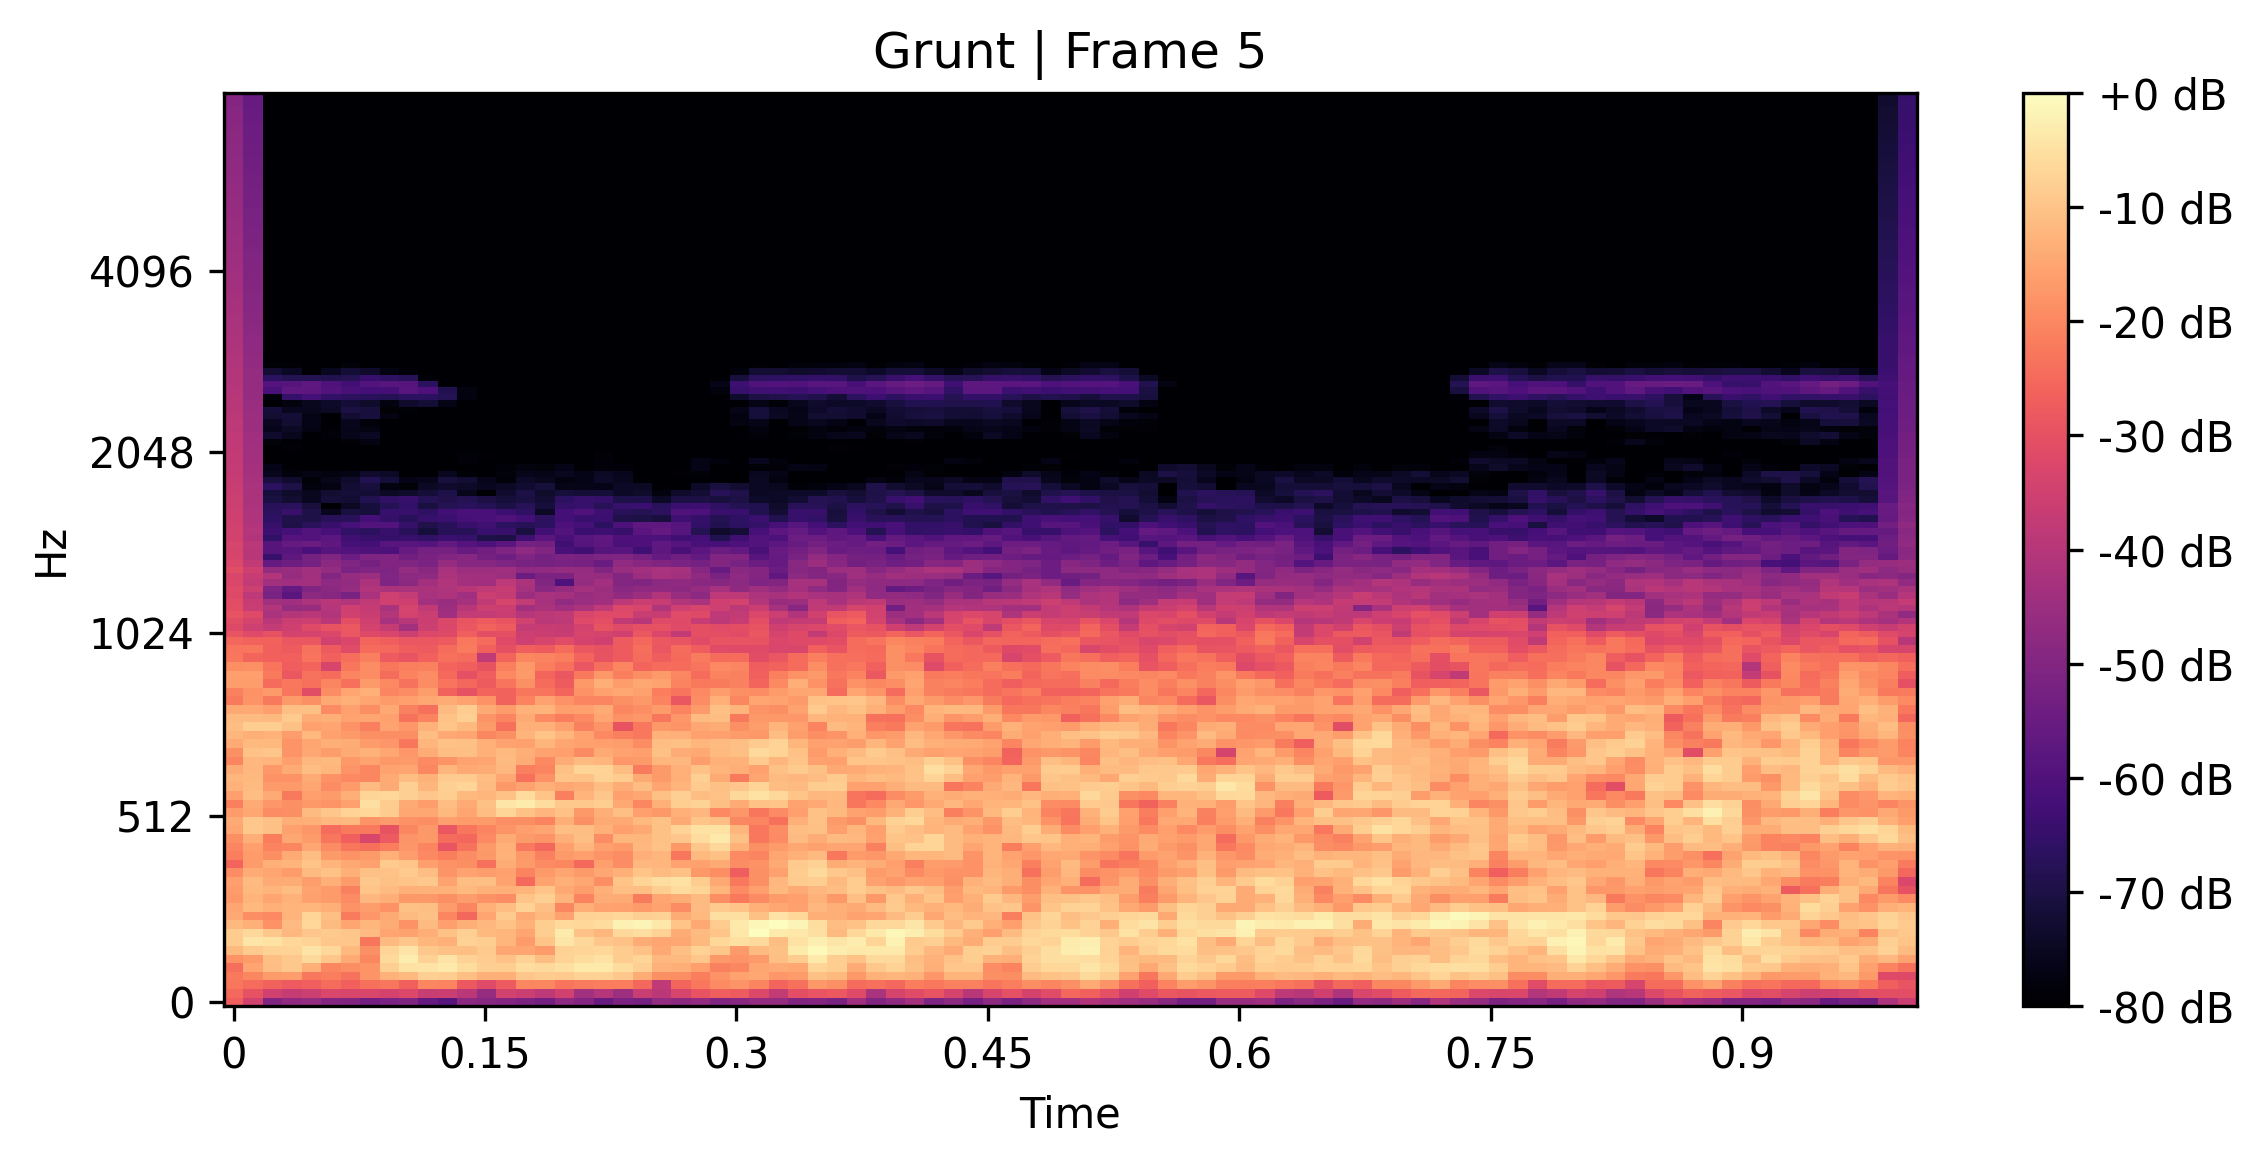 Grunt | Frame 5
Hz
4096
2048
1024
512
0
0
0.15
0.3
0.45
0.6
0.75
0.9
Time
+0 dB
-10 dB
-20 dB
-30 dB
-40 dB
-50 dB
-60 dB
-70 dB
-80 dB